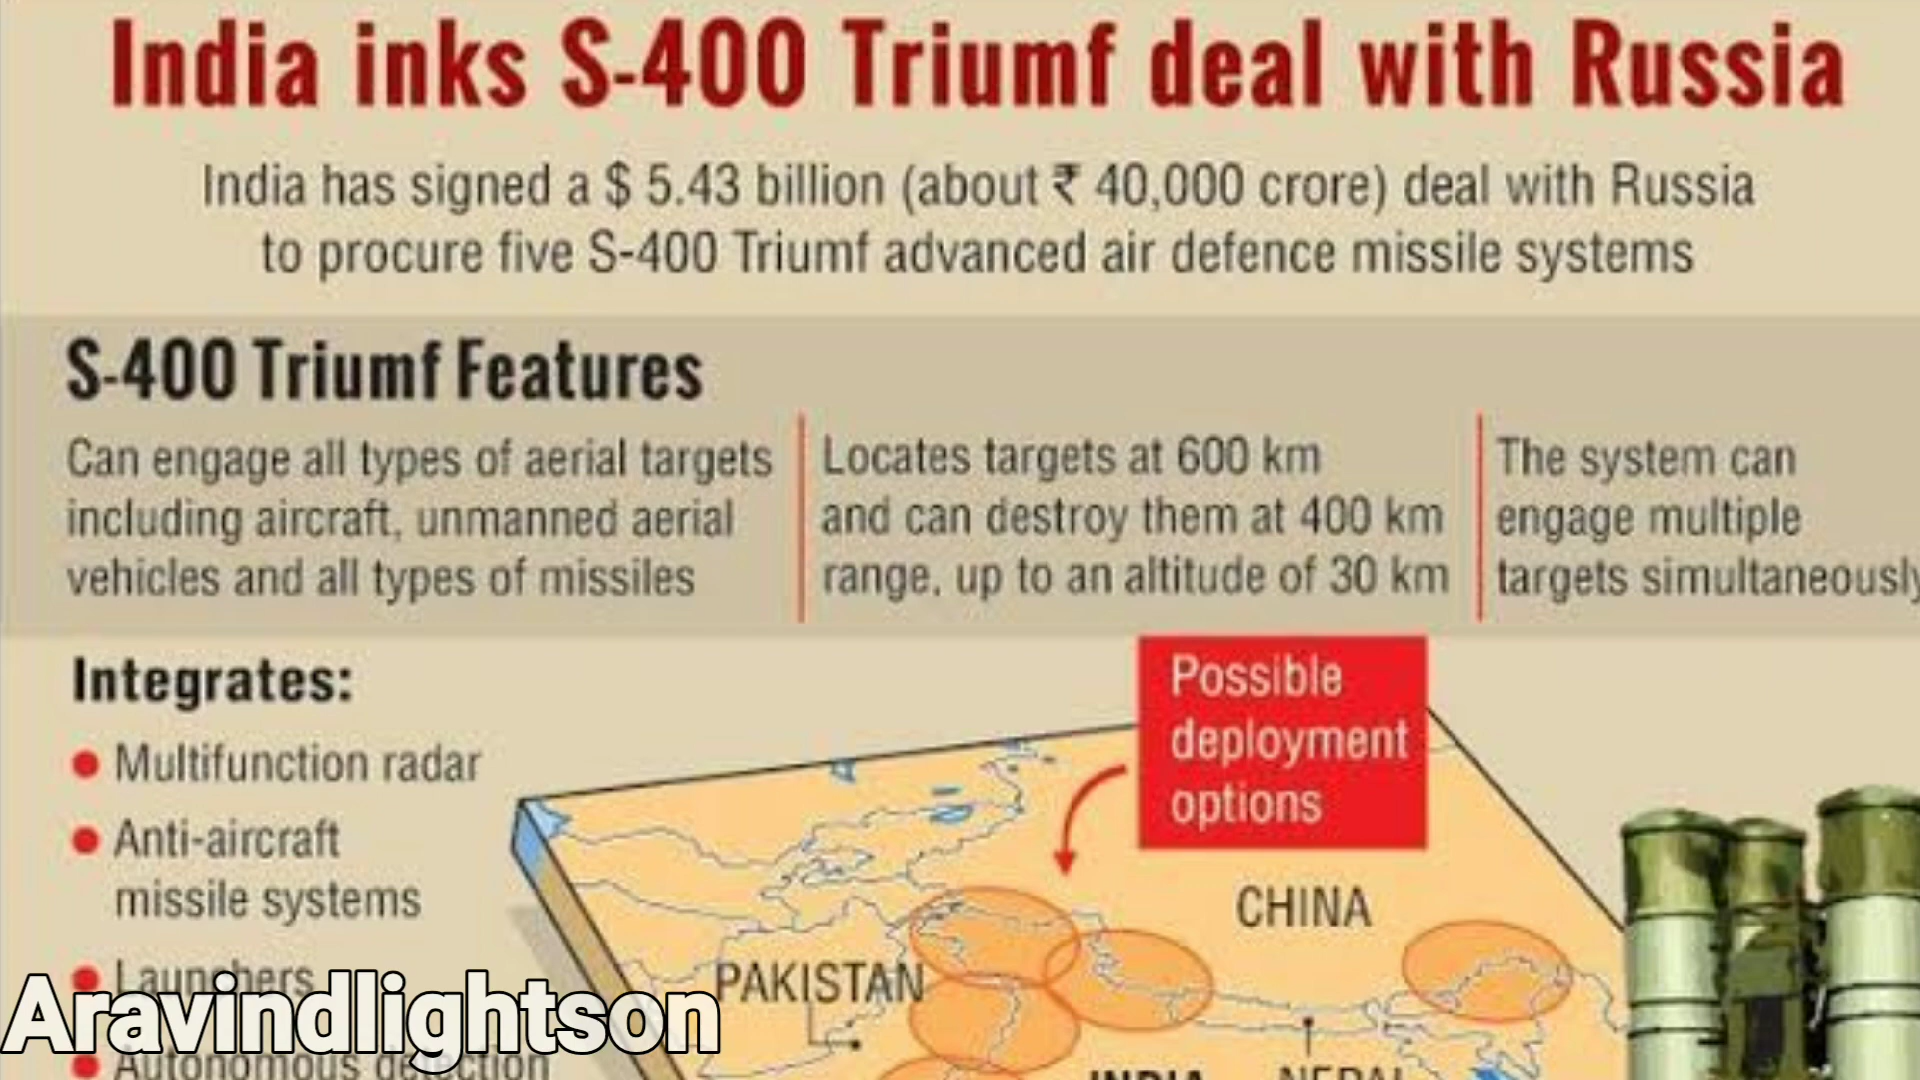 India inks S-400 Triumf deal with Russia
India has signed a $ 5.43 billion (about ₹ 40,000 crore) deal with Russia
to procure five S-400 Triumf advanced air defence missile systems
S-400 Triumf Features
Can engage all types of aerial targets
including aircraft, unmanned aerial
vehicles and all types of missiles
Locates targets at 600 km
and can destroy them at 400 km
range, up to an altitude of 30 km
The system can
engage multiple
targets simultaneously
Integrates:
Multifunction radar
Anti-aircraft
missile systems
Launchers
Autonomous detection
Possible
deployment
options
CHINA
PAKISTAN
INDIA
NEPAL
Aravindlightson